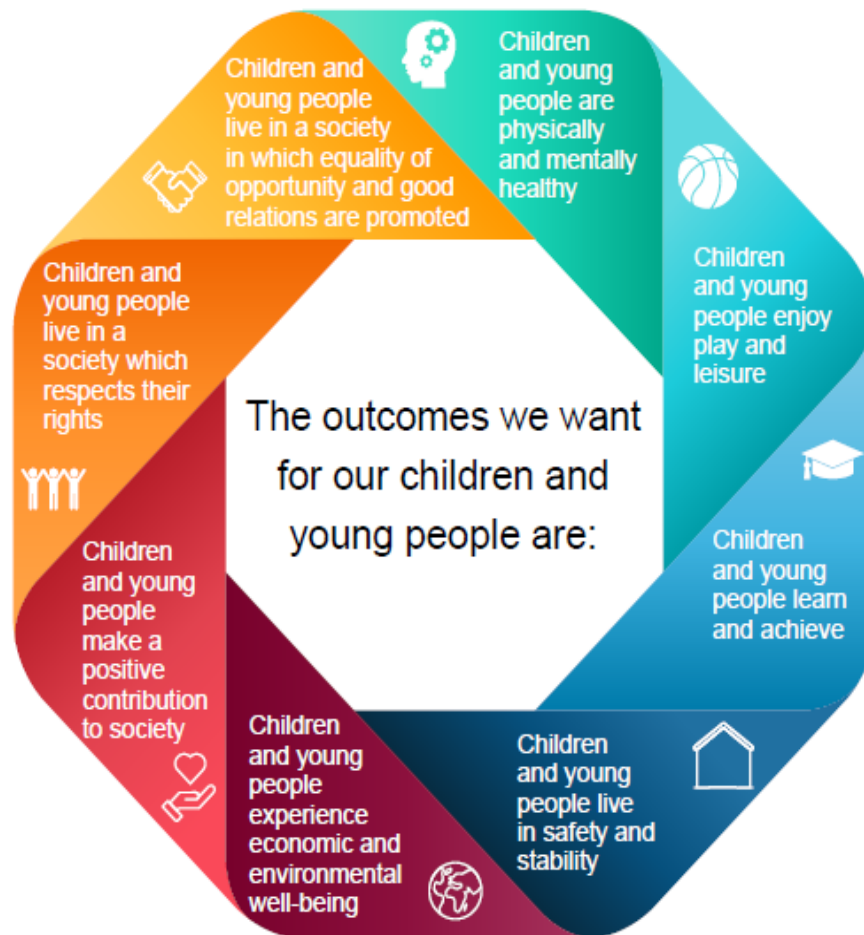 The outcomes we want
for our children and
young people are:
Children
and young
people are
physically
and mentally
healthy
Children
and young
people enjoy
play and
leisure
Children
and young
people learn
and achieve
Children
and young
people live
in safety and
stability
Children
and young
people
experience
economic and
environmental
well-being
Children
and young
people
make a
positive
contribution
to society
Children and
young people
live in a
society which
respects their
rights
Children and
young people
live in a society
in which equality of
opportunity and good
relations are promoted